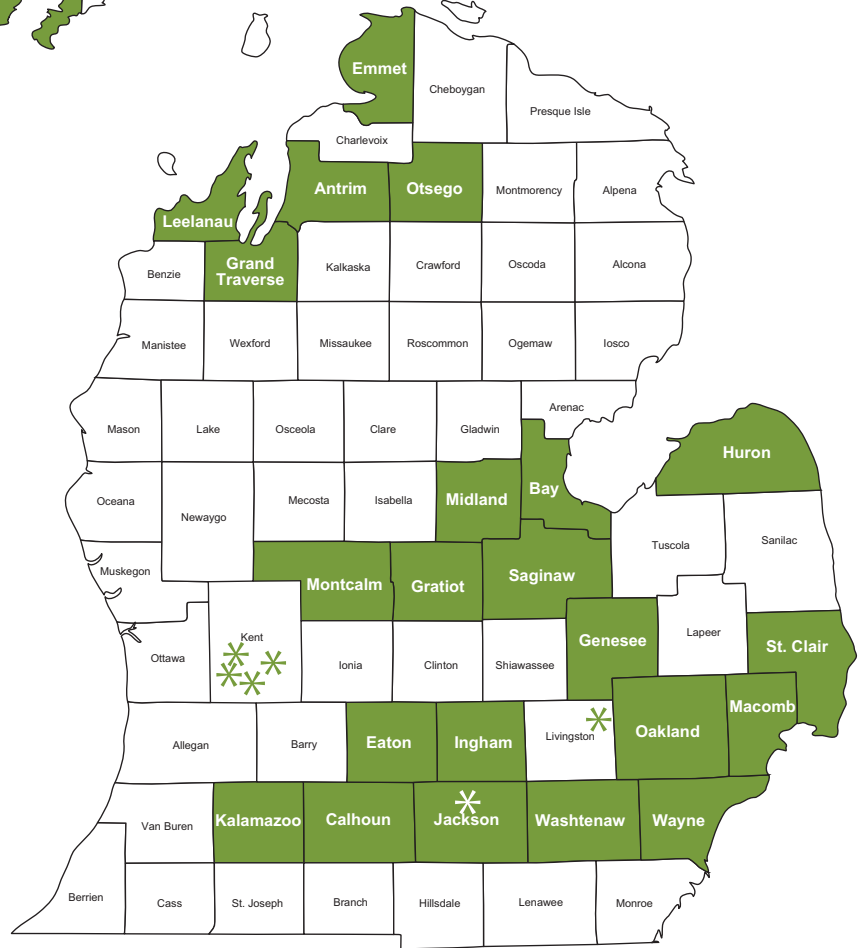 Emmet
Cheboygan
Presque Isle
Charlevoix
Antrim
Otsego
Montmorency
Alpena
Leelanau
Benzie
Grand
Traverse
Kalkaska
Crawford
Oscoda
Alcona
Manistee
Wexford
Missaukee
Roscommon
Ogemaw
Iosco
Arenac
Mason
Lake
Osceola
Clare
Gladwin
Huron
Oceana
Newaygo
Mecosta
Isabella
Midland
Bay
Tuscola
Sanilac
Muskegon
Montcalm
Gratiot
Saginaw
Kent
Genesee
Lapeer
St. Clair
Ottawa
Ionia
Clinton
Shiawassee
Macomb
Allegan
Barry
Eaton
Ingham
Livingston
Oakland
Van Buren
Kalamazoo
Calhoun
Jackson
Washtenaw
Wayne
Berrien
Cass
St. Joseph
Branch
Hillsdale
Lenawee
Monroe